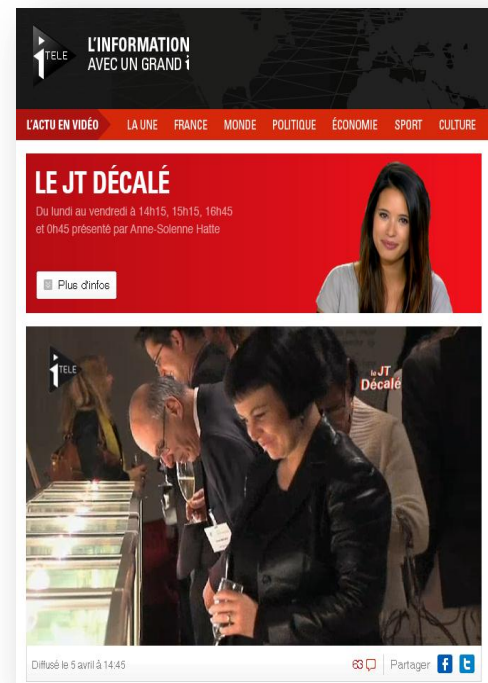 TELE
L'INFORMATION
AVEC UN GRAND i
L'ACTU EN VIDÉO LA UNE FRANCE MONDE POLITIQUE ÉCONOMIE SPORT CULTURE
LE JT DÉCALÉ
Du lundi au vendredi à 14h15, 15h15, 16h45
et 0h45 présenté par Anne-Solenne Hatte
Plus d'infos
TELE
le JT
Décalé
Diffusé le 5 avril à 14:45 63 Partager